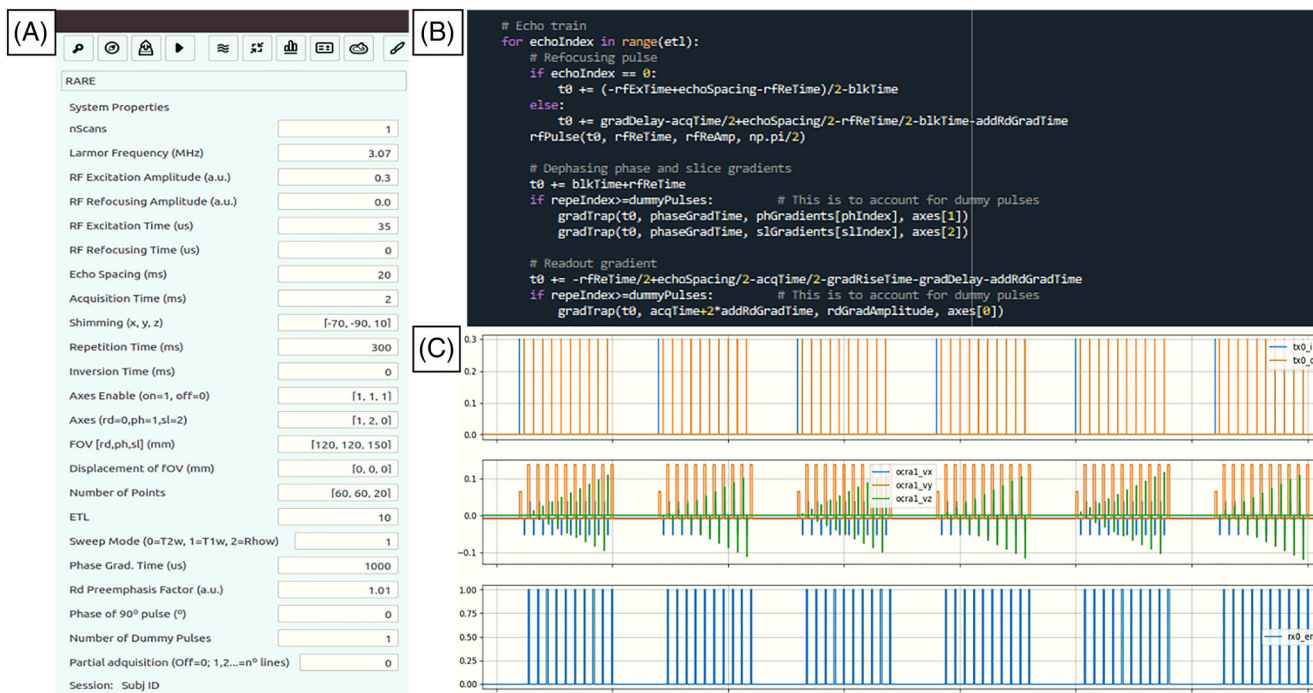 (A)
RARE
System Properties
nScans 1
Larmor Frequency (MHz) 3.07
RF Excitation Amplitude (a.u.) 0.3
RF Refocusing Amplitude (a.u.) 0.0
RF Excitation Time (us) 35
RF Refocusing Time (us) 0
Echo Spacing (ms) 20
Acquisition Time (ms) 2
Shimming (x, y, z) [-70, -90, 10]
Repetition Time (ms) 300
Inversion Time (ms) 0
Axes Enable (on=1, off=0) [1, 1, 1]
Axes (rd=0,ph=1,sl=2) [1, 2, 0]
FOV [rd,ph,sl] (mm) [120, 120, 150]
Displacement of fOV (mm) [0, 0, 0]
Number of Points [60, 60, 20]
ETL 10
Sweep Mode (0=T2w, 1=T1w, 2=Rhow) 1
Phase Grad. Time (us) 1000
Rd Preemphasis Factor (a.u.) 1.01
Phase of 90º pulse (º) 0
Number of Dummy Pulses 1
Partial adquisition (Off=0; 1,2...=nº lines) 0
Session: Subj ID
(B)
# Echo train
for echoIndex in range(etl):
# Refocusing pulse
if echoIndex == 0:
t0 += (-rfExTime+echoSpacing-rfReTime)/2-blkTime
else:
t0 += gradDelay-acqTime/2+echoSpacing/2-rfReTime/2-blkTime-addRdGradTime
rfPulse(t0, rfReTime, rfReAmp, np.pi/2)
# Dephasing phase and slice gradients
t0 += blkTime+rfReTime
if repeIndex>=dummyPulses: # This is to account for dummy pulses
gradTrap(t0, phaseGradTime, phGradients[phIndex], axes[1])
gradTrap(t0, phaseGradTime, slGradients[slIndex], axes[2])
# Readout gradient
t0 += -rfReTime/2+echoSpacing/2-acqTime/2-gradRiseTime-gradDelay-addRdGradTime
if repeIndex>=dummyPulses: # This is to account for dummy pulses
gradTrap(t0, acqTime+2*addRdGradTime, rdGradAmplitude, axes[0])
(C)
0.3
0.2
0.1
0.0
tx0_i
tx0_q
0.1
0.0
−0.1
ocra1_vx
ocra1_vy
ocra1_vz
1.00
0.75
0.50
0.25
0.00
rx0_en